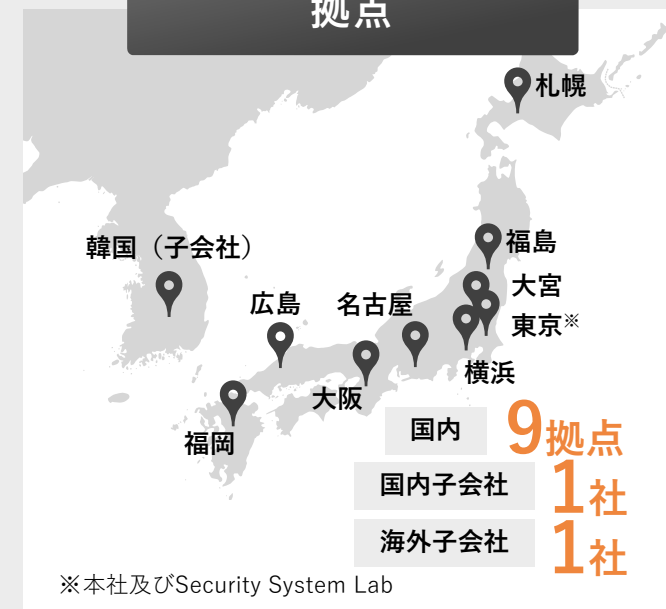 拠点
札幌
福島
韓国（子会社）
大宮
広島
名古屋
東京※
横浜
大阪
福岡
国内
9拠点
国内子会社
1社
海外子会社
1社
※本社及びSecurity System Lab